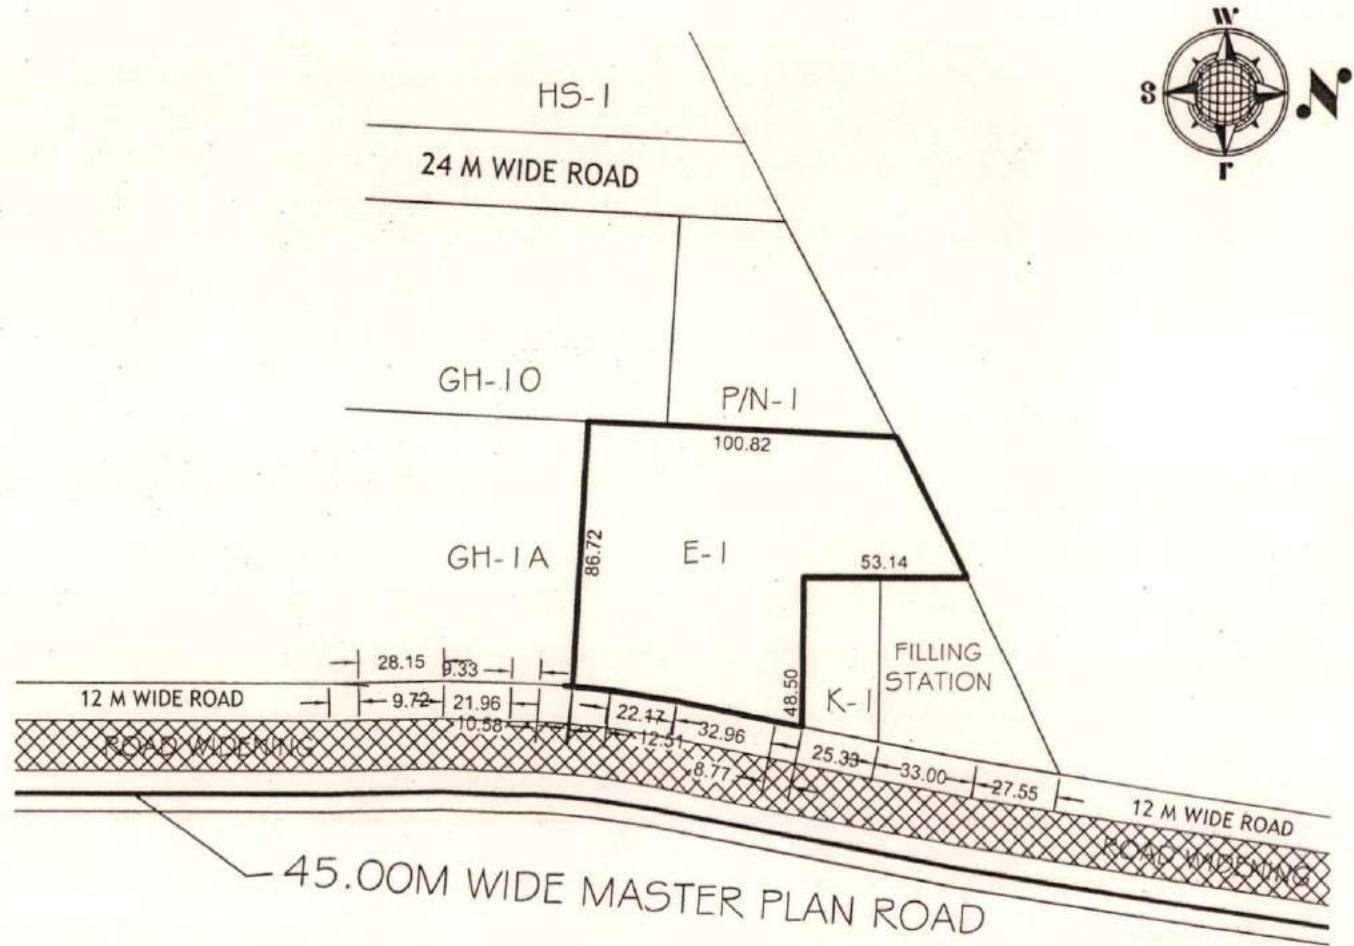 W
S
N
r
HS-1
24 M WIDE ROAD
GH-10
P/N-1
100.82
GH-1A
86.72
E-1
53.14
48.50
K-1
FILLING
STATION
28.15
9.33
12 M WIDE ROAD
9.72
21.96
10.58
22.17
12.51
32.96
8.77
25.33
33.00
27.55
12 M WIDE ROAD
ROAD WIDENING
ROAD WIDENING
45.00M WIDE MASTER PLAN ROAD